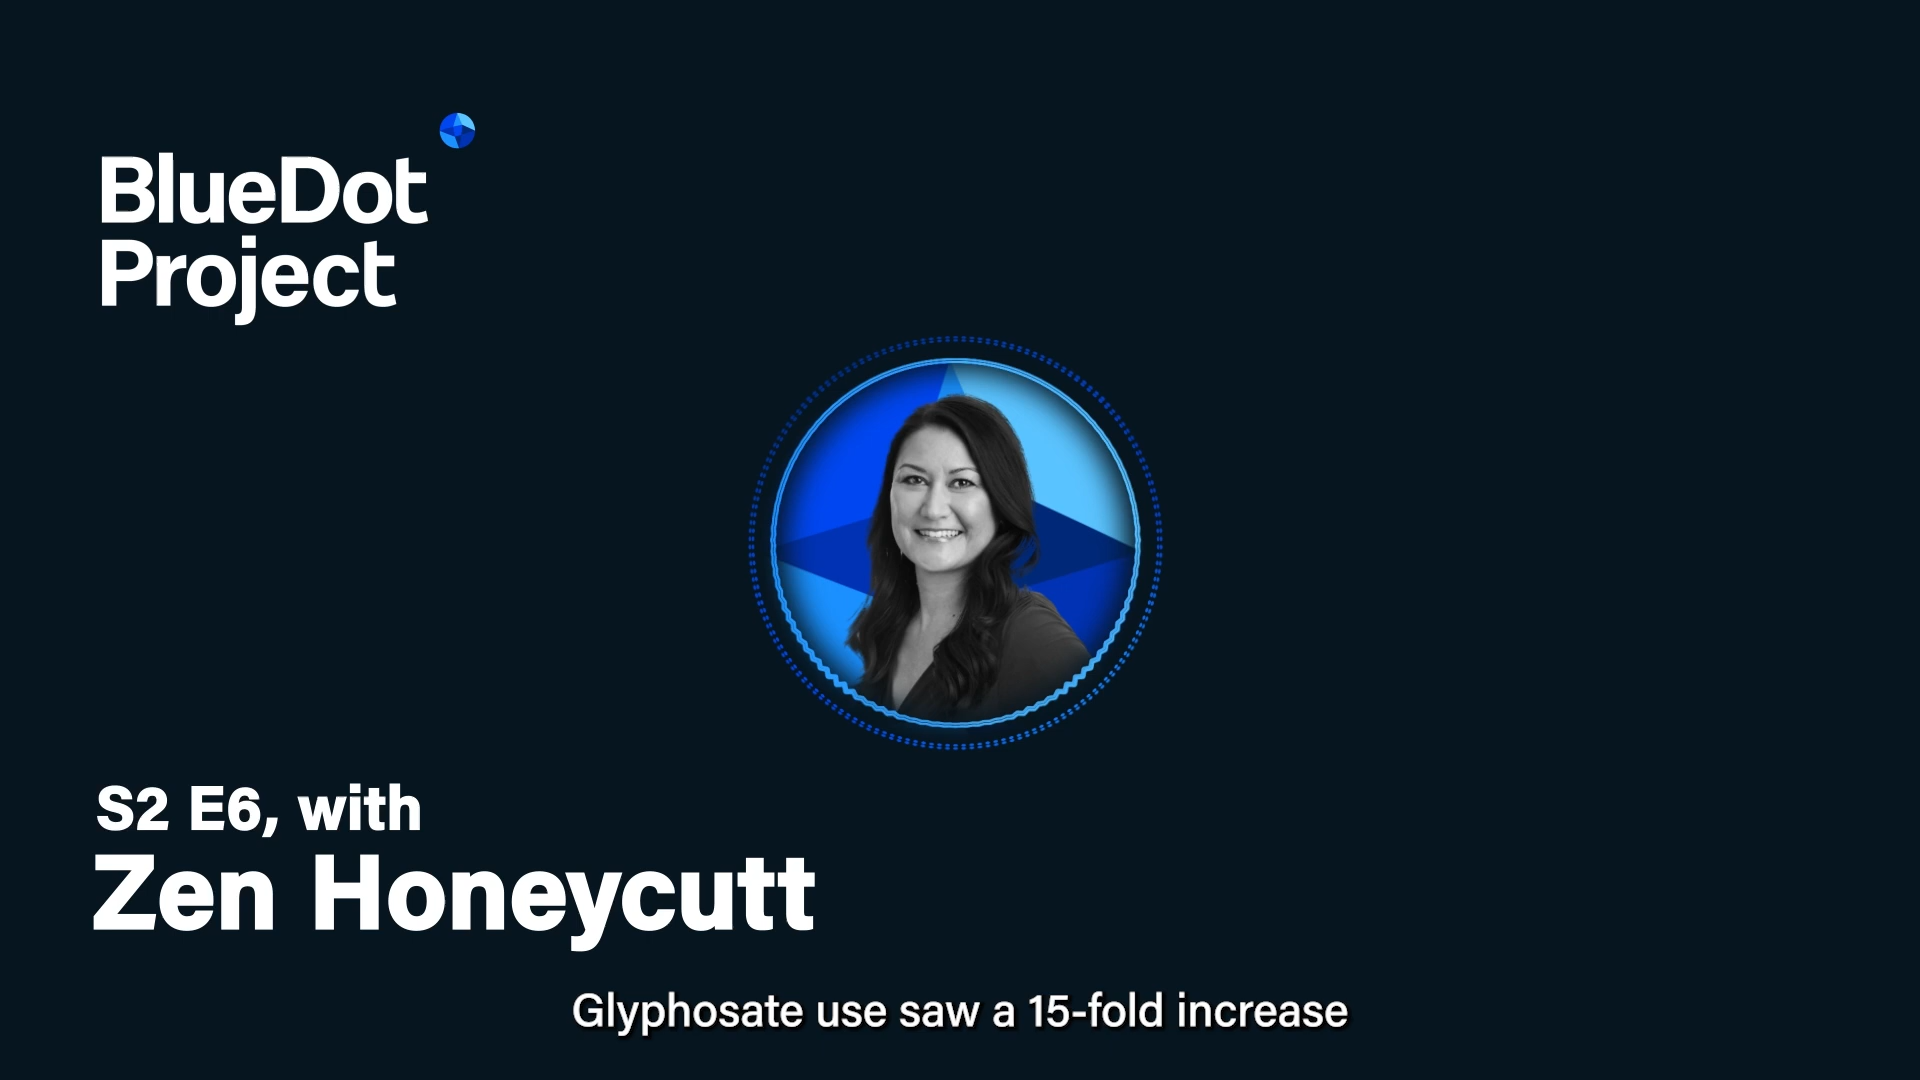 BlueDot
Project
S2 E6, with
Zen Honeycutt
Glyphosate use saw a 15-fold increase